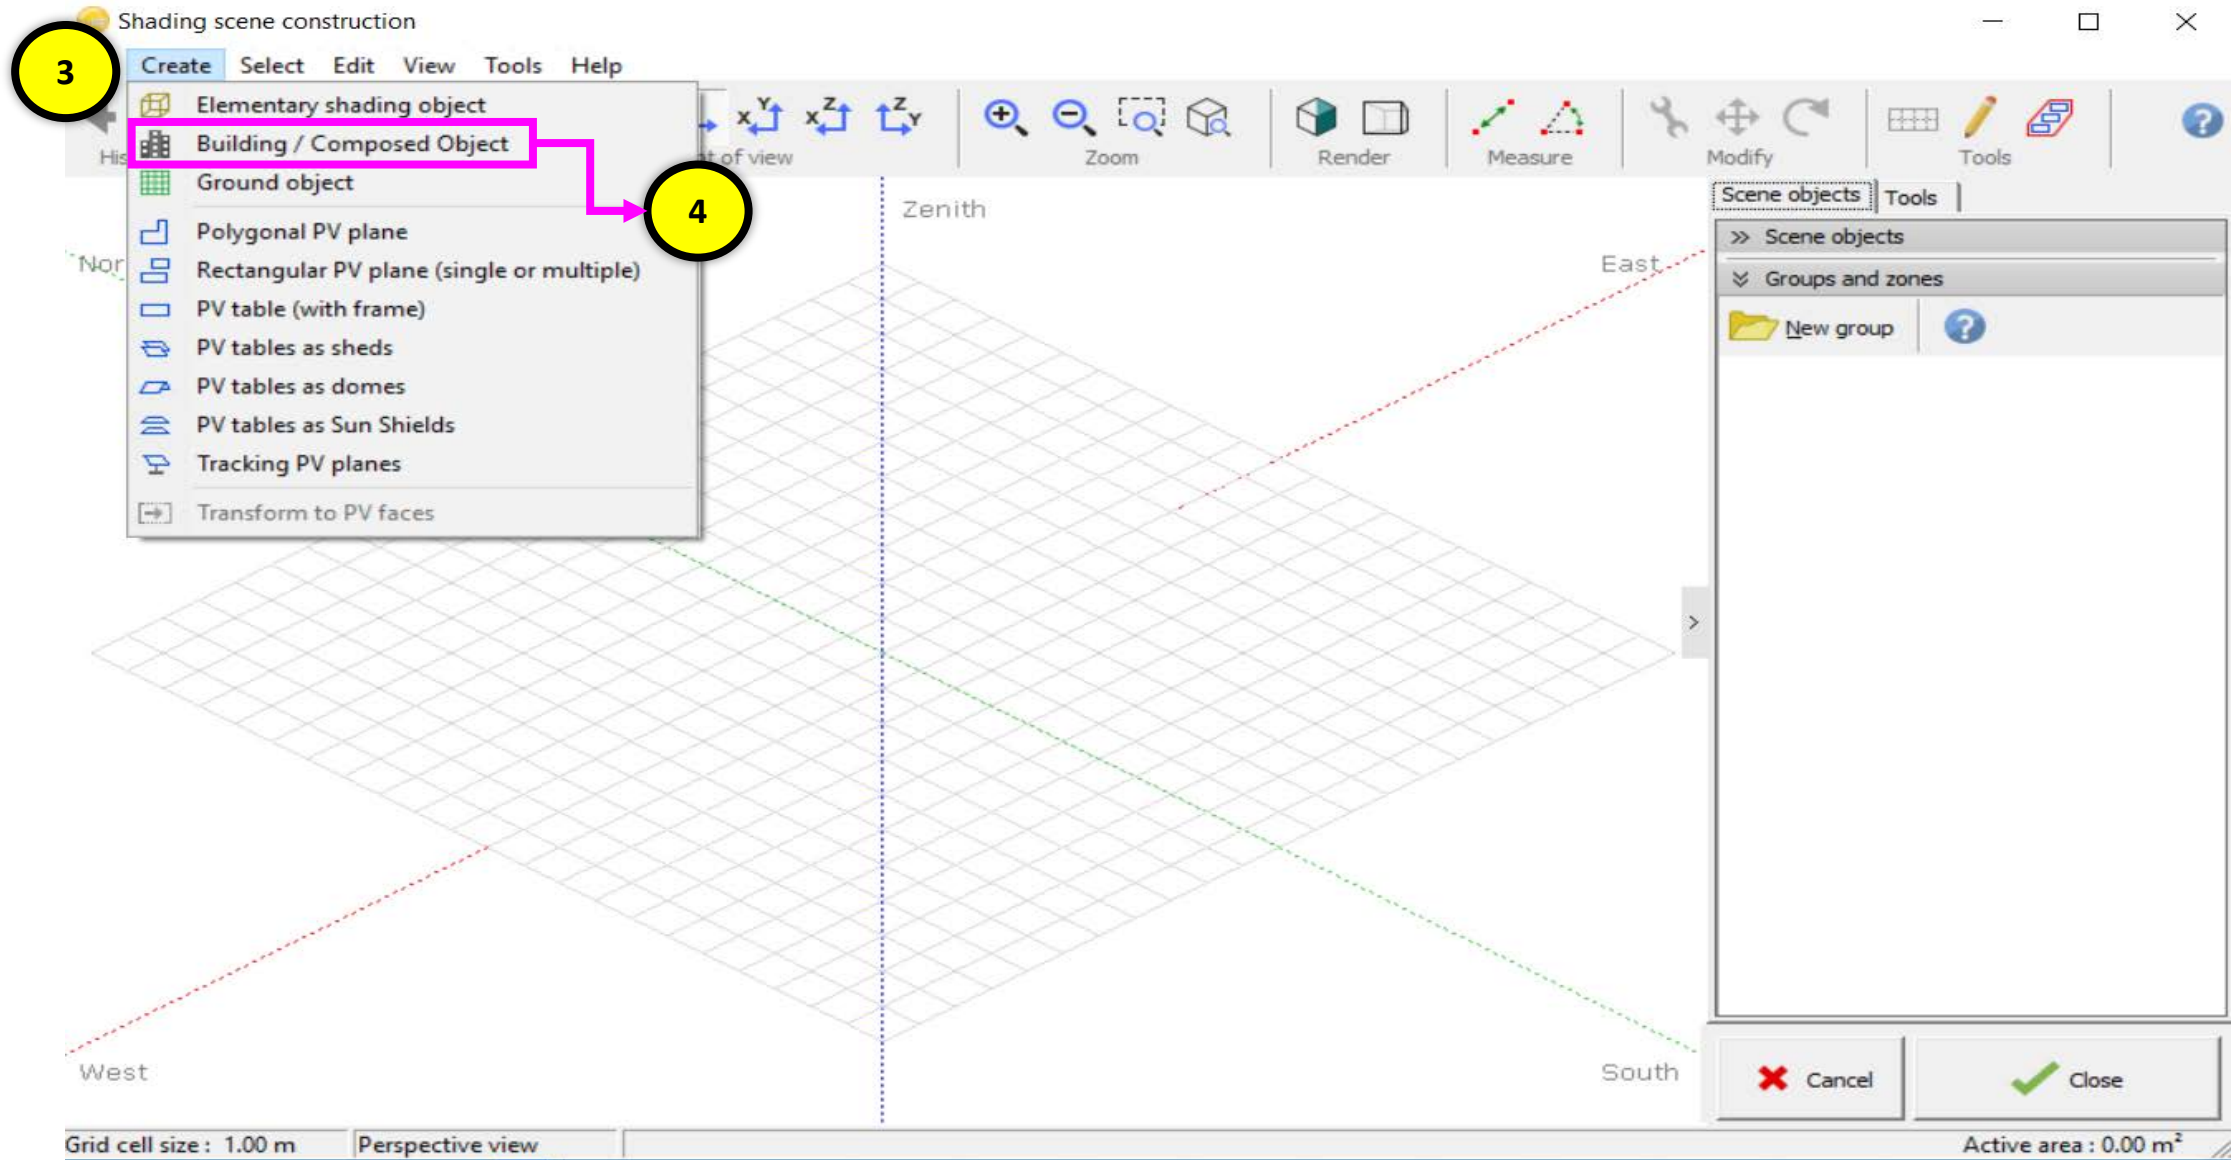 Shading scene construction
3
Create Select Edit View Tools Help
Elementary shading object
Building / Composed Object
Ground object
Polygonal PV plane
Rectangular PV plane (single or multiple)
PV table (with frame)
PV tables as sheds
PV tables as domes
PV tables as Sun Shields
Tracking PV planes
Transform to PV faces
4
His
t of view
Zoom
Render
Measure
Modify
Tools
X Y
X Z
Z Y
Zenith
Nor
East
West
South
Scene objects Tools
Scene objects
Groups and zones
New group
Cancel
Close
Grid cell size : 1.00 m
Perspective view
Active area : 0.00 m²